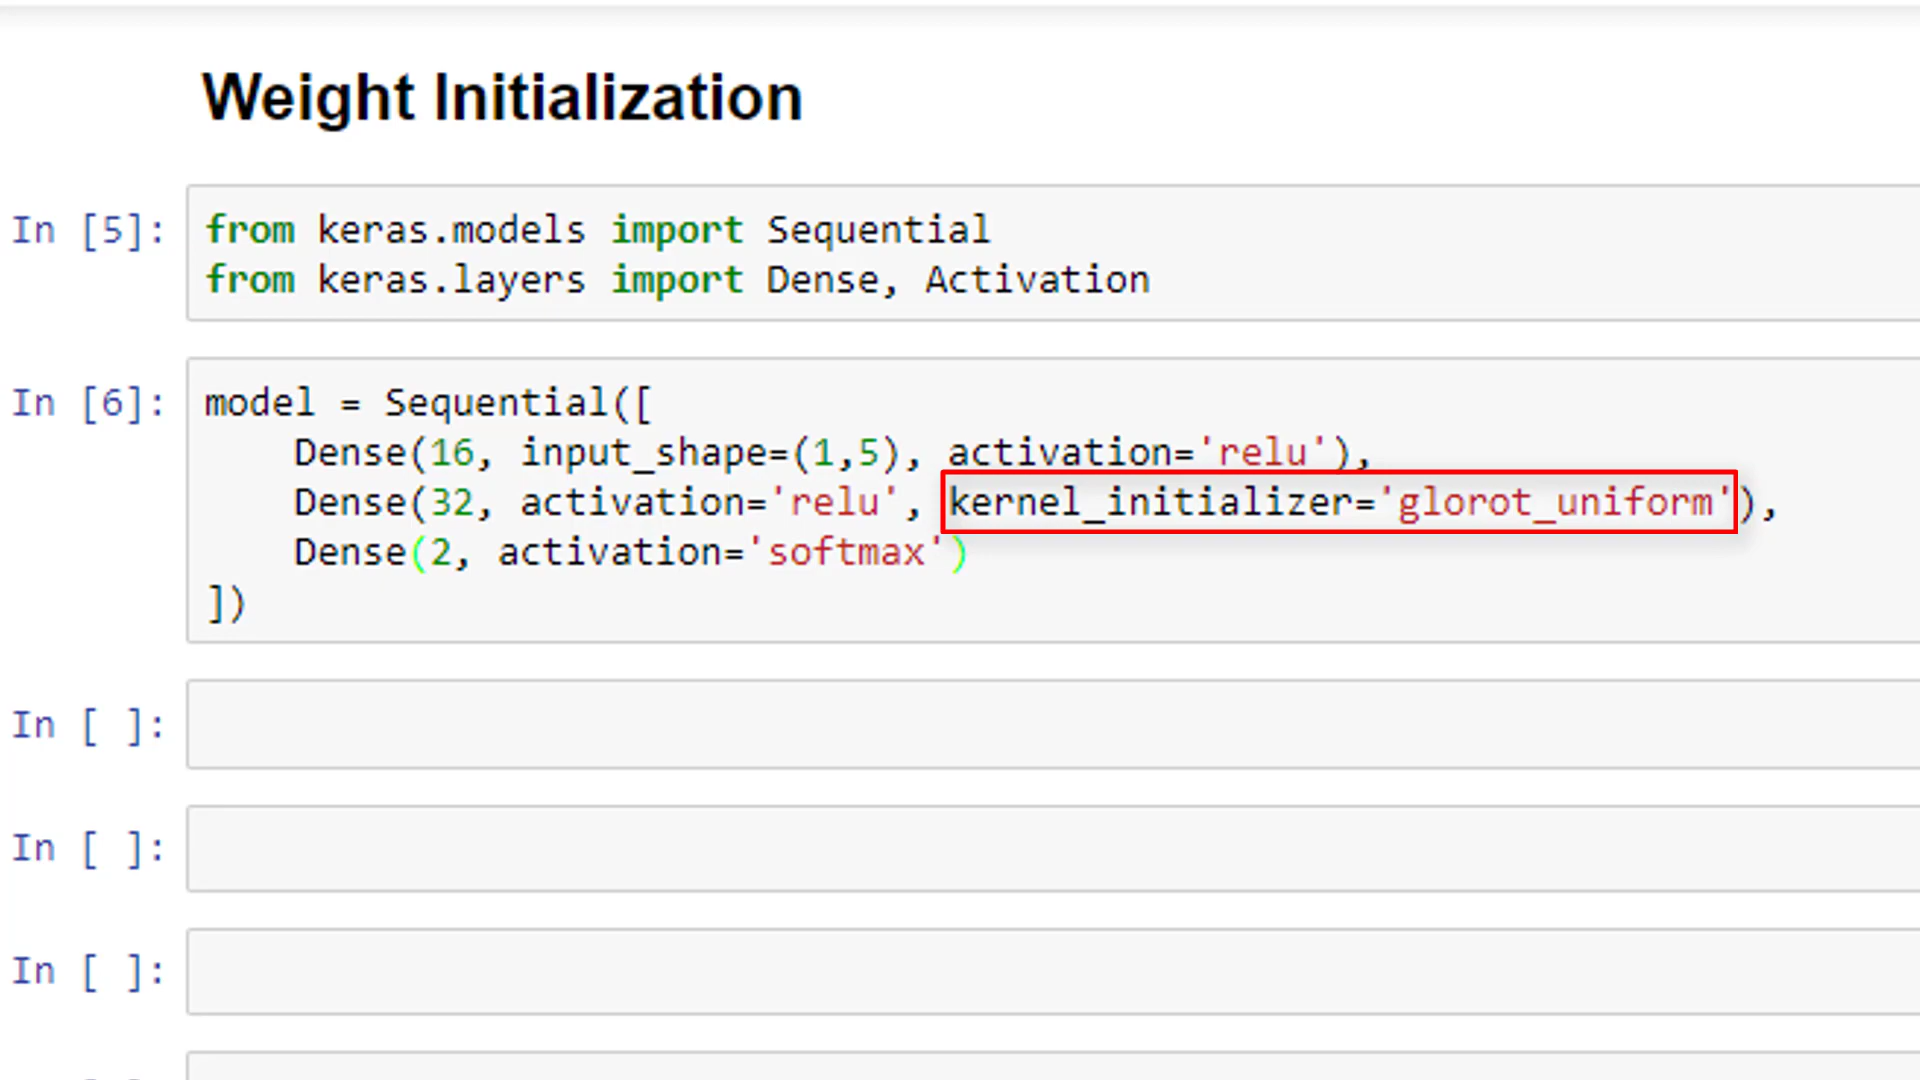 Weight Initialization
In [5]: from keras.models import Sequential
from keras.layers import Dense, Activation
In [6]: model = Sequential([
    Dense(16, input_shape=(1,5), activation='relu'),
    Dense(32, activation='relu', kernel_initializer='glorot_uniform'),
    Dense(2, activation='softmax')
])
In [ ]:
In [ ]:
In [ ]: